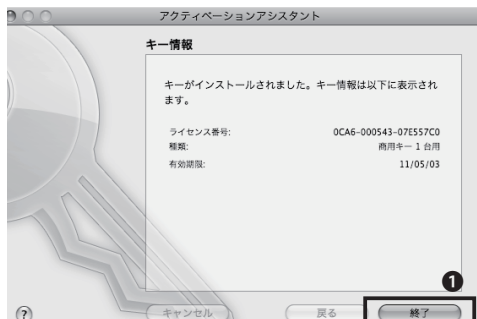 アクティベーションアシスタント
キー情報
キーがインストールされました。キー情報は以下に表示され
ます。
ライセンス番号: 0CA6-000543-07E557C0
種類: 商用キー 1 台用
有効期限: 11/05/03
1
? キャンセル 戻る 終了